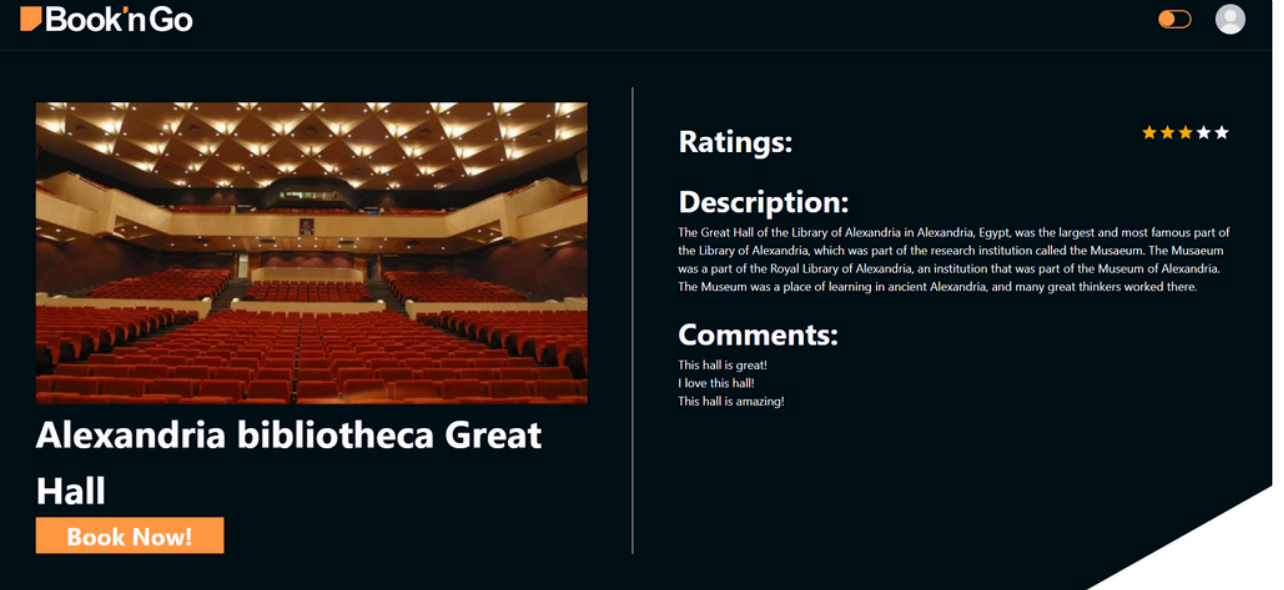 Book'nGo
Alexandria bibliotheca Great
Hall
Book Now!
Ratings:
Description:
The Great Hall of the Library of Alexandria in Alexandria, Egypt, was the largest and most famous part of
the Library of Alexandria, which was part of the research institution called the Musaeum. The Musaeum
was a part of the Royal Library of Alexandria, an institution that was part of the Museum of Alexandria.
The Museum was a place of learning in ancient Alexandria, and many great thinkers worked there.
Comments:
This hall is great!
I love this hall!
This hall is amazing!